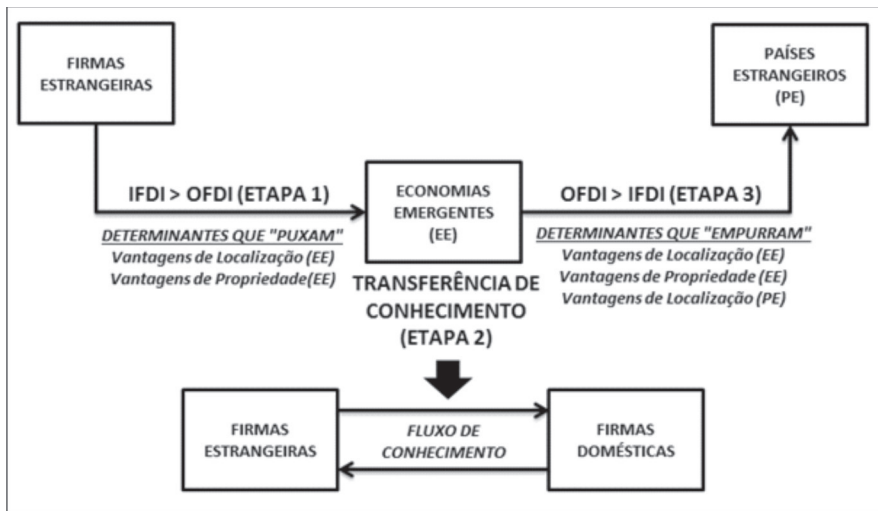 FIRMAS
ESTRANGEIRAS
PAÍSES
ESTRANGEIROS
(PE)
IFDI > OFDI (ETAPA 1)
DETERMINANTES QUE "PUXAM"
Vantagens de Localização (EE)
Vantagens de Propriedade(EE)
ECONOMIAS
EMERGENTES
(EE)
OFDI > IFDI (ETAPA 3)
DETERMINANTES QUE "EMPURRAM"
Vantagens de Localização (EE)
Vantagens de Propriedade (EE)
Vantagens de Localização (PE)
TRANSFERÊNCIA DE
CONHECIMENTO
(ETAPA 2)
FIRMAS
ESTRANGEIRAS
FLUXO DE
CONHECIMENTO
FIRMAS
DOMÉSTICAS